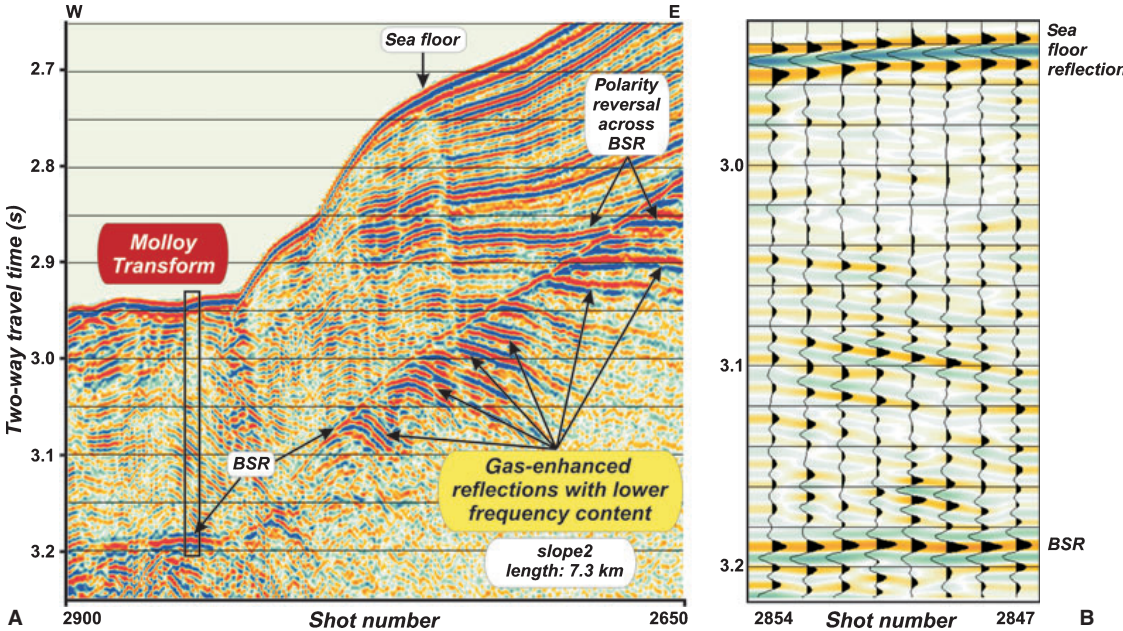 W
E
Sea floor
Polarity
reversal
across
BSR
2.7
2.8
2.9
3.0
3.1
3.2
Two-way travel time (s)
Molloy
Transform
BSR
Gas-enhanced
reflections with lower
frequency content
slope2
length: 7.3 km
A
2900
Shot number
2650
Sea
floor
reflection
3.0
3.1
3.2
BSR
2854
Shot number
2847
B